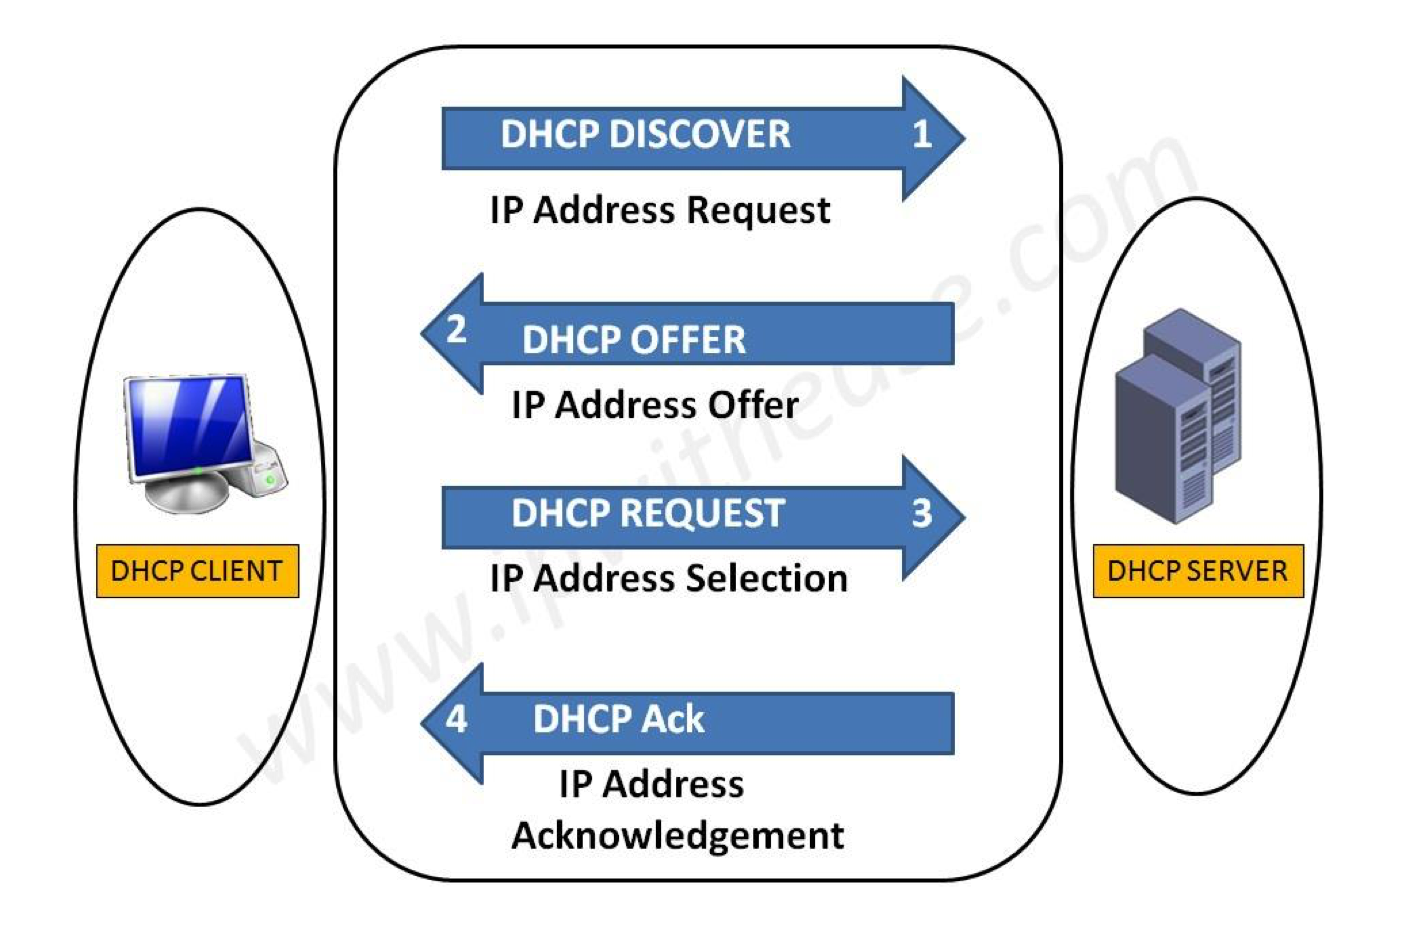 DHCP DISCOVER 1
IP Address Request
2 DHCP OFFER
IP Address Offer
DHCP REQUEST 3
IP Address Selection
4 DHCP Ack
IP Address
Acknowledgement
DHCP CLIENT
DHCP SERVER
www.ipwithease.com